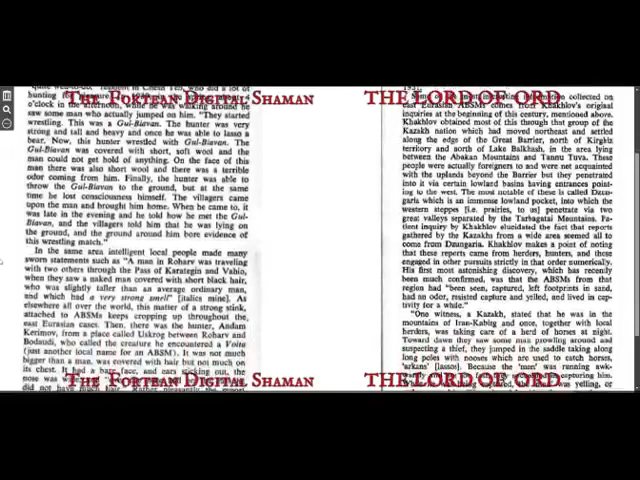 THE FORTEAN DIGITAL SHAMAN
o'clock in the afternoon, while he was walking around he
saw some man who actually jumped on him. "They started
wrestling. This was a Gul-Biavan. The hunter was very
strong and tall and heavy and once he was able to lasso a
bear. Now, this hunter wrestled with Gul-Biavan. The
Gul-Biavan was covered with short, soft wool and the
man could not get hold of anything. On the face of this
man there was also short wool and there was a terrible
odor coming from him. Finally, the hunter was able to
throw the Gul-Biavan to the ground, but at the same
time he lost consciousness himself. The villagers came
upon the man and brought him home. When he came to, it
was late in the evening and he told how he met the Gul-
Biavan, and the villagers told him that he was lying on
the ground, and the ground around him bore evidence of
this wrestling match."
In the same area intelligent local people made many
sworn statements such as "A man in Roharv was traveling
with two others through the Pass of Karategin and Vahio,
when they saw a naked man covered with short black hair,
who was slightly taller than an average ordinary man,
and which had a very strong smell" [italics mine]. As
elsewhere all over the world, this matter of a strong stink,
attached to ABSMs keeps cropping up throughout the
east Eurasian cases. Then, there was the hunter, Andam
Kerimov, from a place called Uskrog between Roharv and
Bodaudi, who called the creature he encountered a Voita
(just another local name for an ABSM). It was not much
bigger than a man, was covered with hair but not much on
its chest. It had a bare face, and ears sticking out, the
THE FORTEAN DIGITAL SHAMAN
THE LORD OF ORD
east Eurasian ABSMs comes from Khakhlov's original
inquiries at the beginning of this century, mentioned above.
Khakhlov obtained most of this through that group of the
Kazakh nation which had moved northeast and settled
along the edge of the Great Barrier, north of Kirghiz
territory and north of Lake Balkhash, in the area lying
between the Abakan Mountains and Tannu Tuva. These
people were actually foreigners to and were not acquainted
with the uplands beyond the Barrier but they penetrated
into it via certain lowland basins having entrances point-
ing to the west. The most notable of these is called Dzun-
garia which is an immense lowland pocket, into which the
western steppes [i.e. prairies, to us] penetrate via two
great valleys separated by the Tarbagatai Mountains. Pa-
tient inquiry by Khakhlov elucidated the fact that reports
gathered by the Kazakhs from a wide area seemed all to
come from Dzungaria. Khakhlov makes a point of noting
that these reports came from herders, hunters, and those
engaged in other pursuits strictly in that order numerically.
His first most astonishing discovery, which has recently
been much confirmed, was that the ABSMs from that
region had "been seen, captured, left footprints in sand,
had an odor, resisted capture and yelled, and lived in cap-
tivity for a while."
"One witness, a Kazakh, stated that he was in the
mountains of Iran-Kabirg and once, together with local
herders, was taking care of a herd of horses at night.
Toward dawn they saw some man prowling around and
suspecting a thief, they jumped in the saddle taking along
long poles with nooses which are used to catch horses,
'arkans' [lassos]. Because the 'man' was running awk-
THE LORD OF ORD